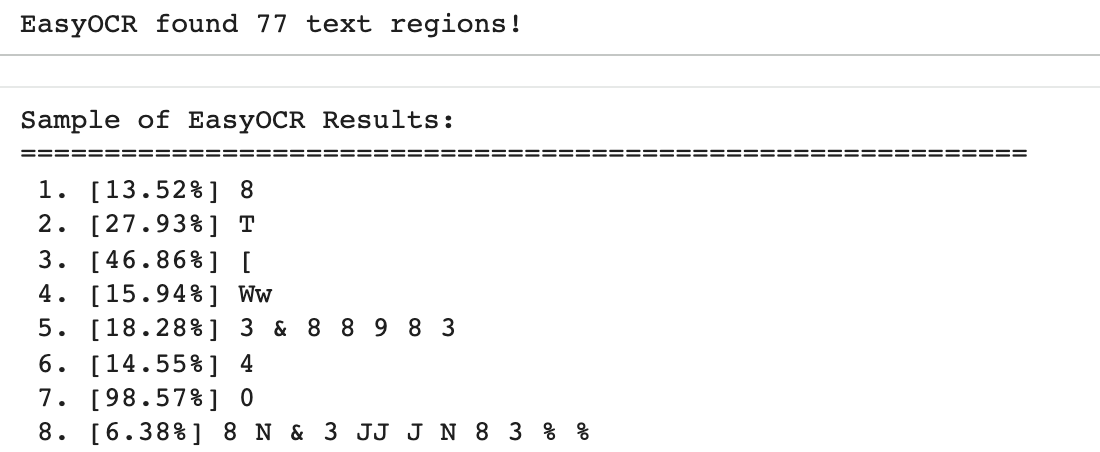 EasyOCR found 77 text regions!
Sample of EasyOCR Results:
============================================================
1. [13.52%] 8
2. [27.93%] T
3. [46.86%] [
4. [15.94%] Ww
5. [18.28%] 3 & 8 8 9 8 3
6. [14.55%] 4
7. [98.57%] 0
8. [6.38%] 8 N & 3 JJ J N 8 3 % %